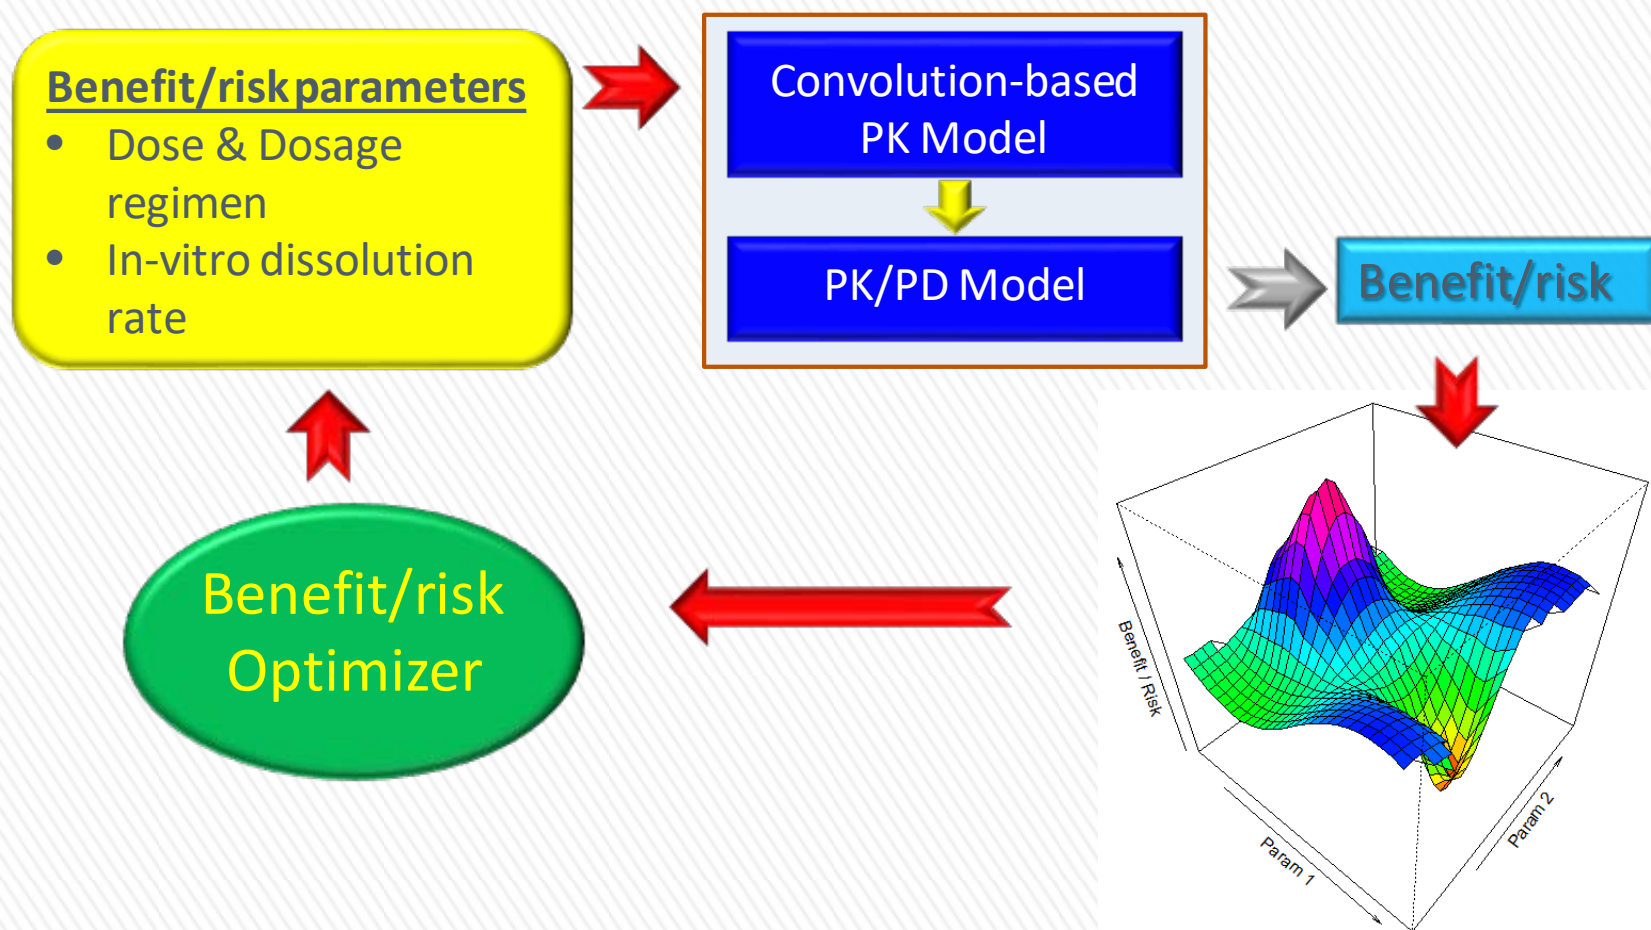 Benefit/risk parameters
• Dose & Dosage
regimen
• In-vitro dissolution
rate
Convolution-based
PK Model
PK/PD Model
Benefit/risk
Benefit/risk
Optimizer
Benefit / Risk
Param 1
Param 2